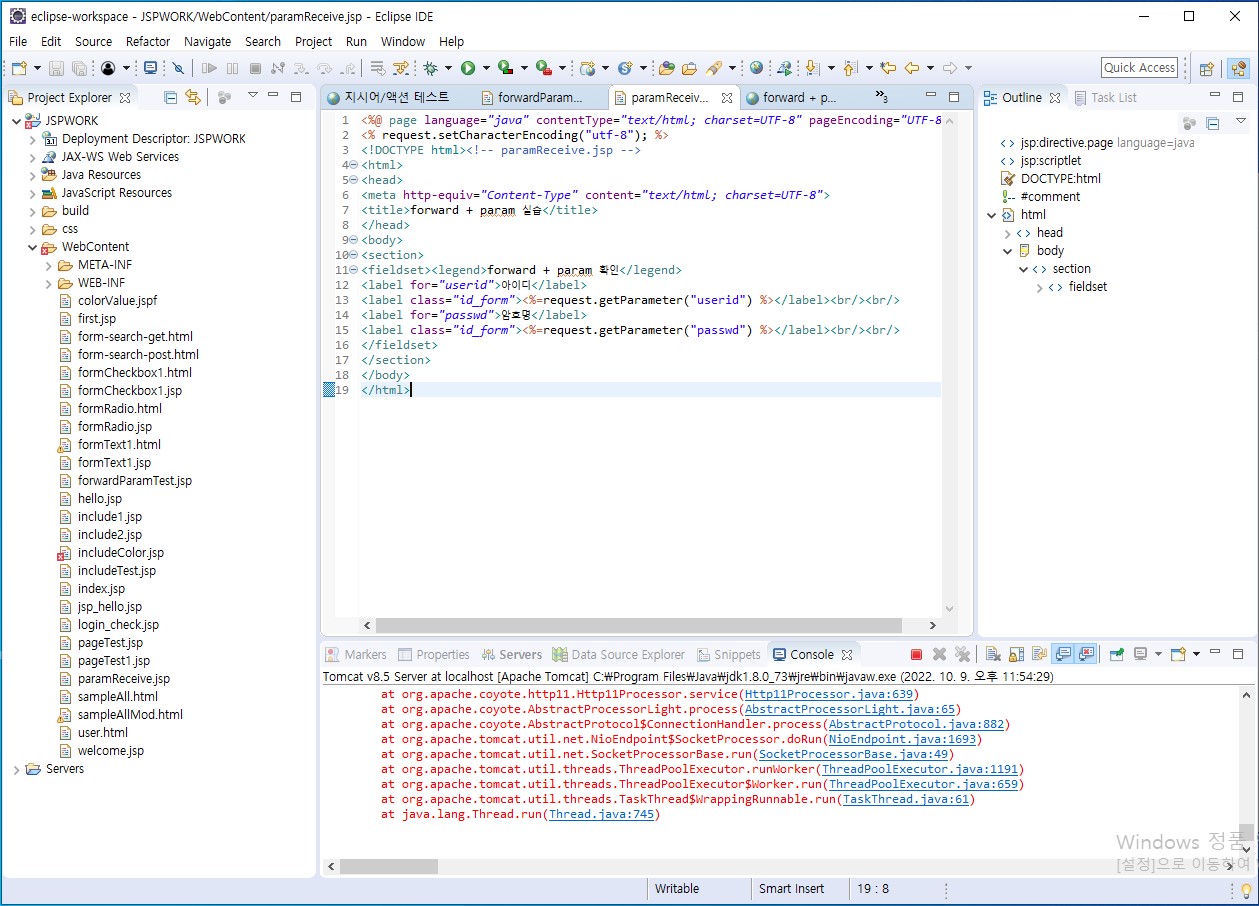 eclipse-workspace - JSPWORK/WebContent/paramReceive.jsp - Eclipse IDE
File Edit Source Refactor Navigate Search Project Run Window Help
Quick Access
Project Explorer
JSPWORK
Deployment Descriptor: JSPWORK
JAX-WS Web Services
Java Resources
JavaScript Resources
build
css
WebContent
META-INF
WEB-INF
colorValue.jspf
first.jsp
form-search-get.html
form-search-post.html
formCheckbox1.html
formCheckbox1.jsp
formRadio.html
formRadio.jsp
formText1.html
formText1.jsp
forwardParamTest.jsp
hello.jsp
include1.jsp
include2.jsp
includeColor.jsp
includeTest.jsp
index.jsp
jsp_hello.jsp
login_check.jsp
pageTest.jsp
pageTest1.jsp
paramReceive.jsp
sampleAll.html
sampleAllMod.html
user.html
welcome.jsp
Servers
지시어/액션 테스트 forwardParam... paramReceiv... forward + p... »3
1 <%@ page language="java" contentType="text/html; charset=UTF-8" pageEncoding="UTF-8
2 <% request.setCharacterEncoding("utf-8"); %>
3 <!DOCTYPE html><!-- paramReceive.jsp -->
4 <html>
5 <head>
6 <meta http-equiv="Content-Type" content="text/html; charset=UTF-8">
7 <title>forward + param 실습</title>
8 </head>
9 <body>
10 <section>
11 <fieldset><legend>forward + param 확인</legend>
12 <label for="userid">아이디</label>
13 <label class="id_form"><%=request.getParameter("userid") %></label><br/><br/>
14 <label for="passwd">암호명</label>
15 <label class="id_form"><%=request.getParameter("passwd") %></label><br/><br/>
16 </fieldset>
17 </section>
18 </body>
19 </html>
Outline Task List
jsp:directive.page language=java
jsp:scriptlet
DOCTYPE:html
#comment
html
head
body
section
fieldset
Markers Properties Servers Data Source Explorer Snippets Console
Tomcat v8.5 Server at localhost [Apache Tomcat] C:₩Program Files₩Java₩jdk1.8.0_73₩jre₩bin₩javaw.exe (2022. 10. 9. 오후 11:54:29)
at org.apache.coyote.http11.Http11Processor.service(Http11Processor.java:639)
at org.apache.coyote.AbstractProcessorLight.process(AbstractProcessorLight.java:65)
at org.apache.coyote.AbstractProtocol$ConnectionHandler.process(AbstractProtocol.java:882)
at org.apache.tomcat.util.net.NioEndpoint$SocketProcessor.doRun(NioEndpoint.java:1693)
at org.apache.tomcat.util.net.SocketProcessorBase.run(SocketProcessorBase.java:49)
at org.apache.tomcat.util.threads.ThreadPoolExecutor.runWorker(ThreadPoolExecutor.java:1191)
at org.apache.tomcat.util.threads.ThreadPoolExecutor$Worker.run(ThreadPoolExecutor.java:659)
at org.apache.tomcat.util.threads.TaskThread$WrappingRunnable.run(TaskThread.java:61)
at java.lang.Thread.run(Thread.java:745)
Windows 정품
[설정]으로 이동하여
Writable Smart Insert 19 : 8